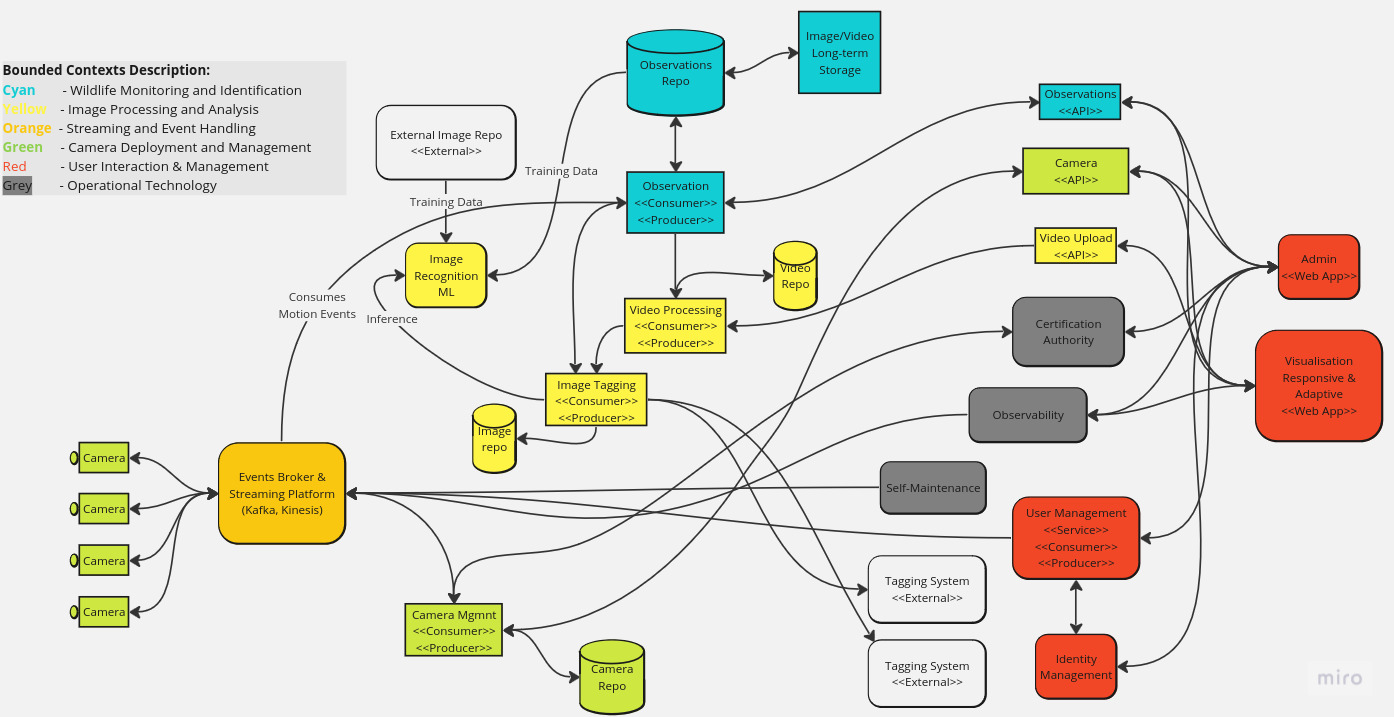 Bounded Contexts Description:
Cyan - Wildlife Monitoring and Identification
Yellow - Image Processing and Analysis
Orange - Streaming and Event Handling
Green - Camera Deployment and Management
Red - User Interaction & Management
Grey - Operational Technology
External Image Repo
<<External>>
Training Data
Observations
Repo
Image/Video
Long-term
Storage
Training Data
Observation
<<Consumer>>
<<Producer>>
Image
Recognition
ML
Consumes
Motion Events
Inference
Video
Repo
Video Processing
<<Consumer>>
<<Producer>>
Image Tagging
<<Consumer>>
<<Producer>>
Image
repo
Observations
<<API>>
Camera
<<API>>
Video Upload
<<API>>
Admin
<<Web App>>
Certification
Authority
Visualisation
Responsive &
Adaptive
<<Web App>>
Observability
Self-Maintenance
Camera
Camera
Camera
Camera
Events Broker &
Streaming Platform
(Kafka, Kinesis)
User Management
<<Service>>
<<Consumer>>
<<Producer>>
Tagging System
<<External>>
Camera Mgmnt
<<Consumer>>
<<Producer>>
Camera
Repo
Tagging System
<<External>>
Identity
Management
miro